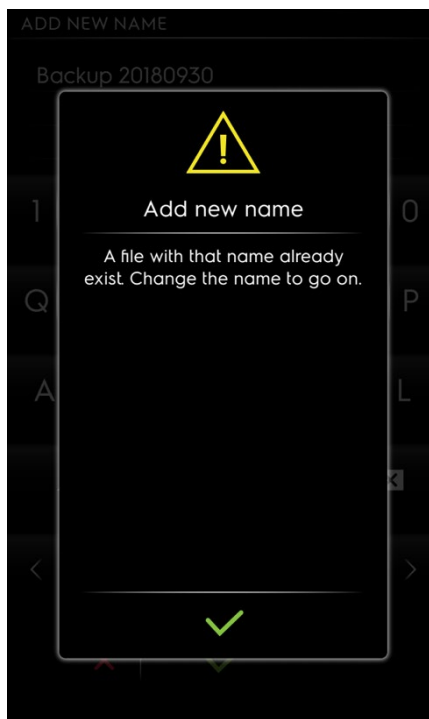 ADD NEW NAME
Backup 20180930
Add new name
A file with that name already
exist. Change the name to go on.
1 0
Q P
A L